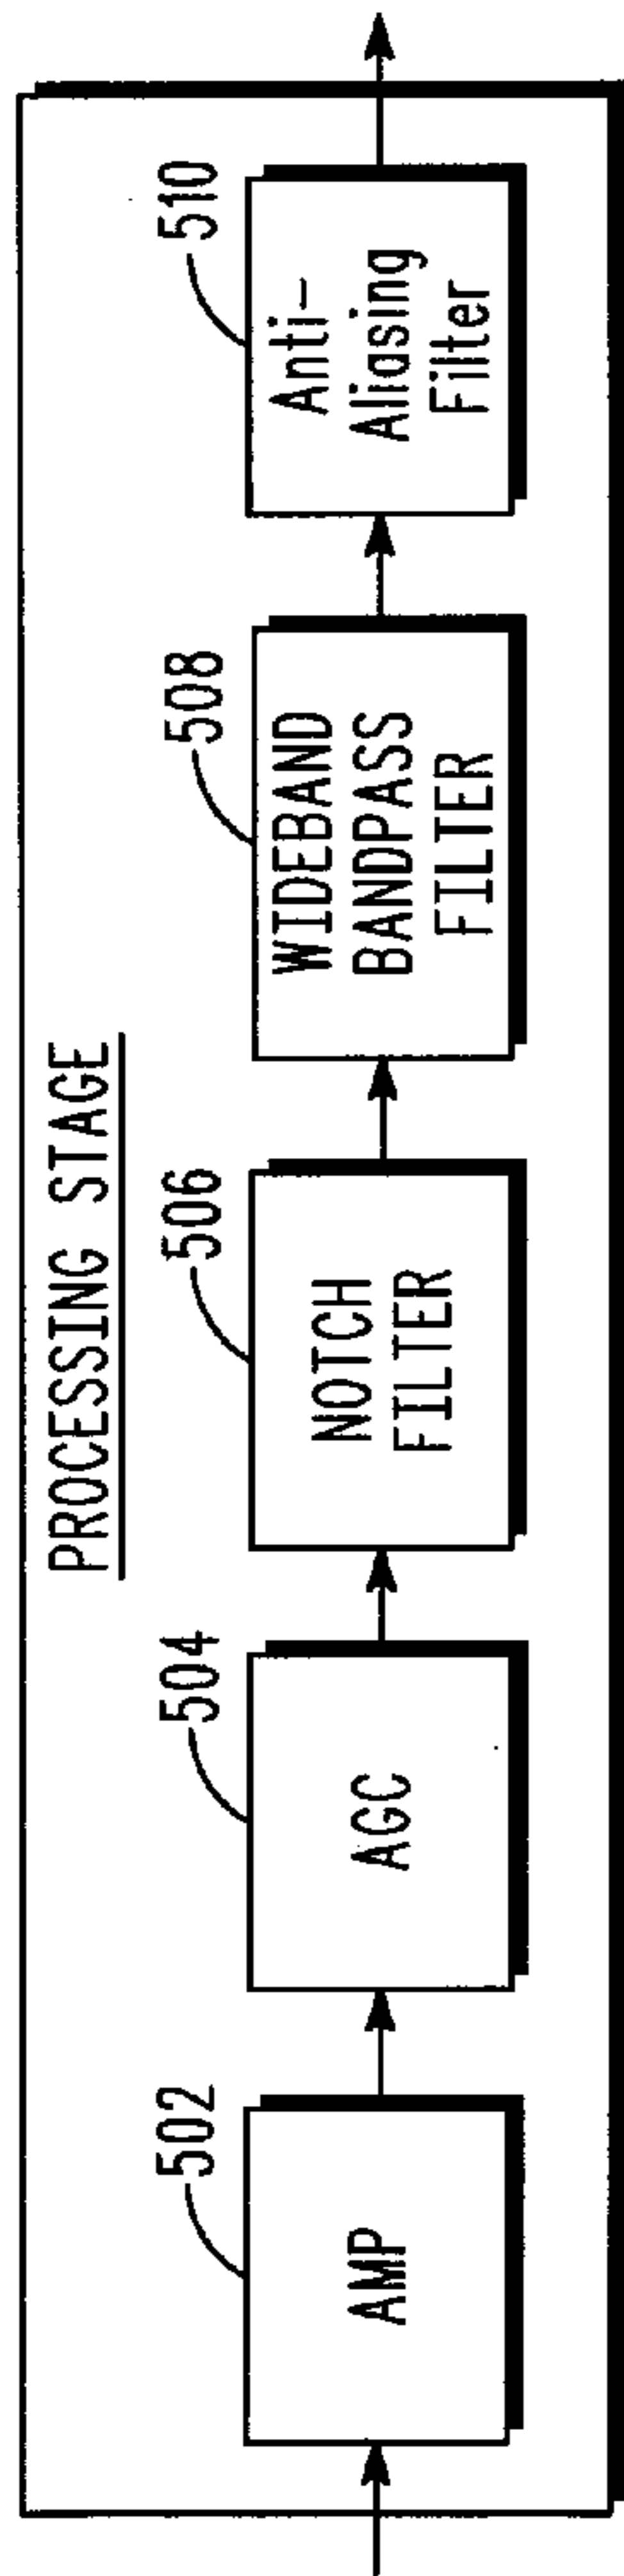 PROCESSING STAGE
502
AMP
504
AGC
506
NOTCH
FILTER
508
WIDEBAND
BANDPASS
FILTER
510
Anti-
Aliasing
Filter